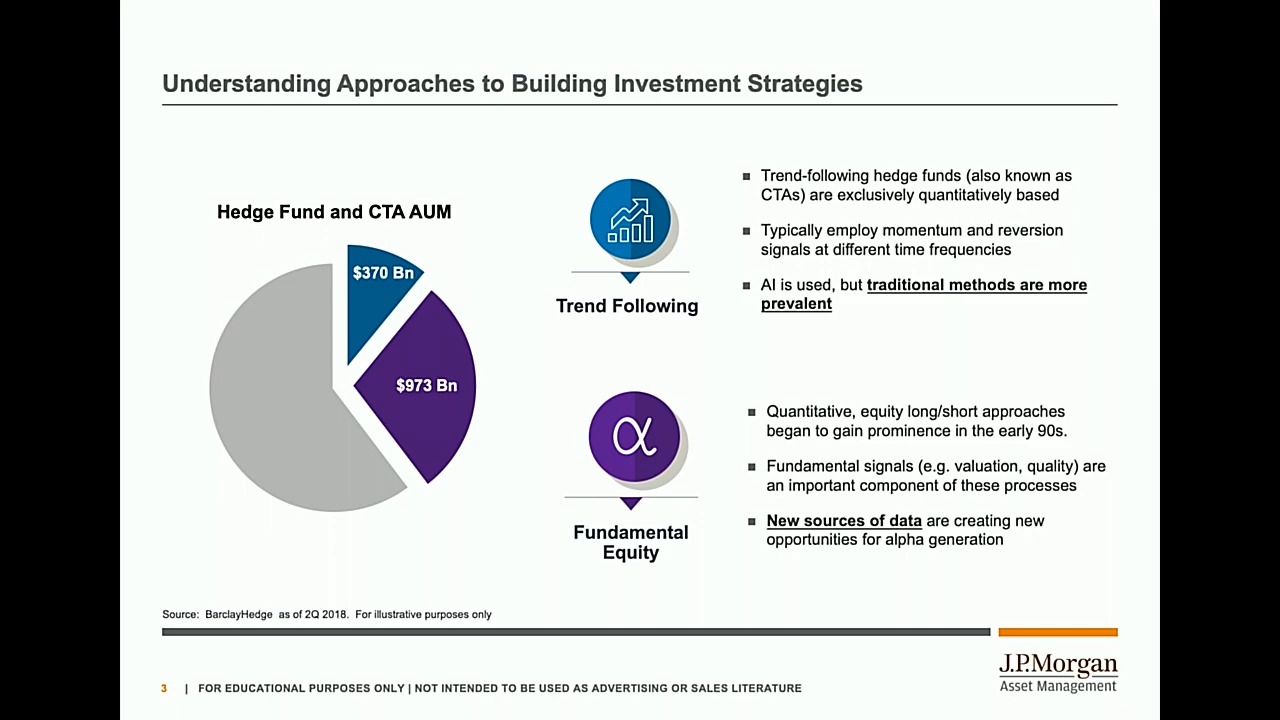 Understanding Approaches to Building Investment Strategies
Hedge Fund and CTA AUM
$370 Bn
$973 Bn
Trend Following
Trend-following hedge funds (also known as
CTAs) are exclusively quantitatively based
Typically employ momentum and reversion
signals at different time frequencies
AI is used, but traditional methods are more
prevalent
α
Fundamental
Equity
Quantitative, equity long/short approaches
began to gain prominence in the early 90s.
Fundamental signals (e.g. valuation, quality) are
an important component of these processes
New sources of data are creating new
opportunities for alpha generation
Source: BarclayHedge as of 2Q 2018. For illustrative purposes only
3 | FOR EDUCATIONAL PURPOSES ONLY | NOT INTENDED TO BE USED AS ADVERTISING OR SALES LITERATURE
J.P.Morgan
Asset Management